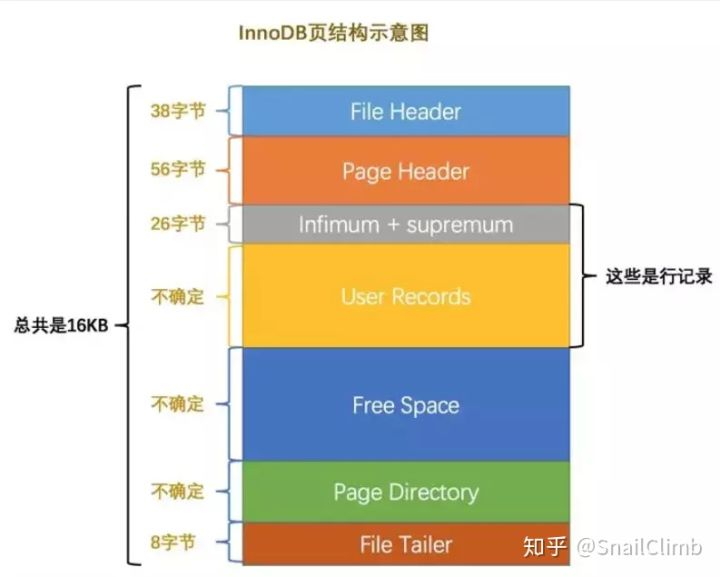 InnoDB页结构示意图
38字节
File Header
56字节
Page Header
26字节
Infimum + supremum
不确定
User Records
这些是行记录
总共是16KB
不确定
Free Space
不确定
Page Directory
8字节
File Tailer
知乎 @SnailClimb